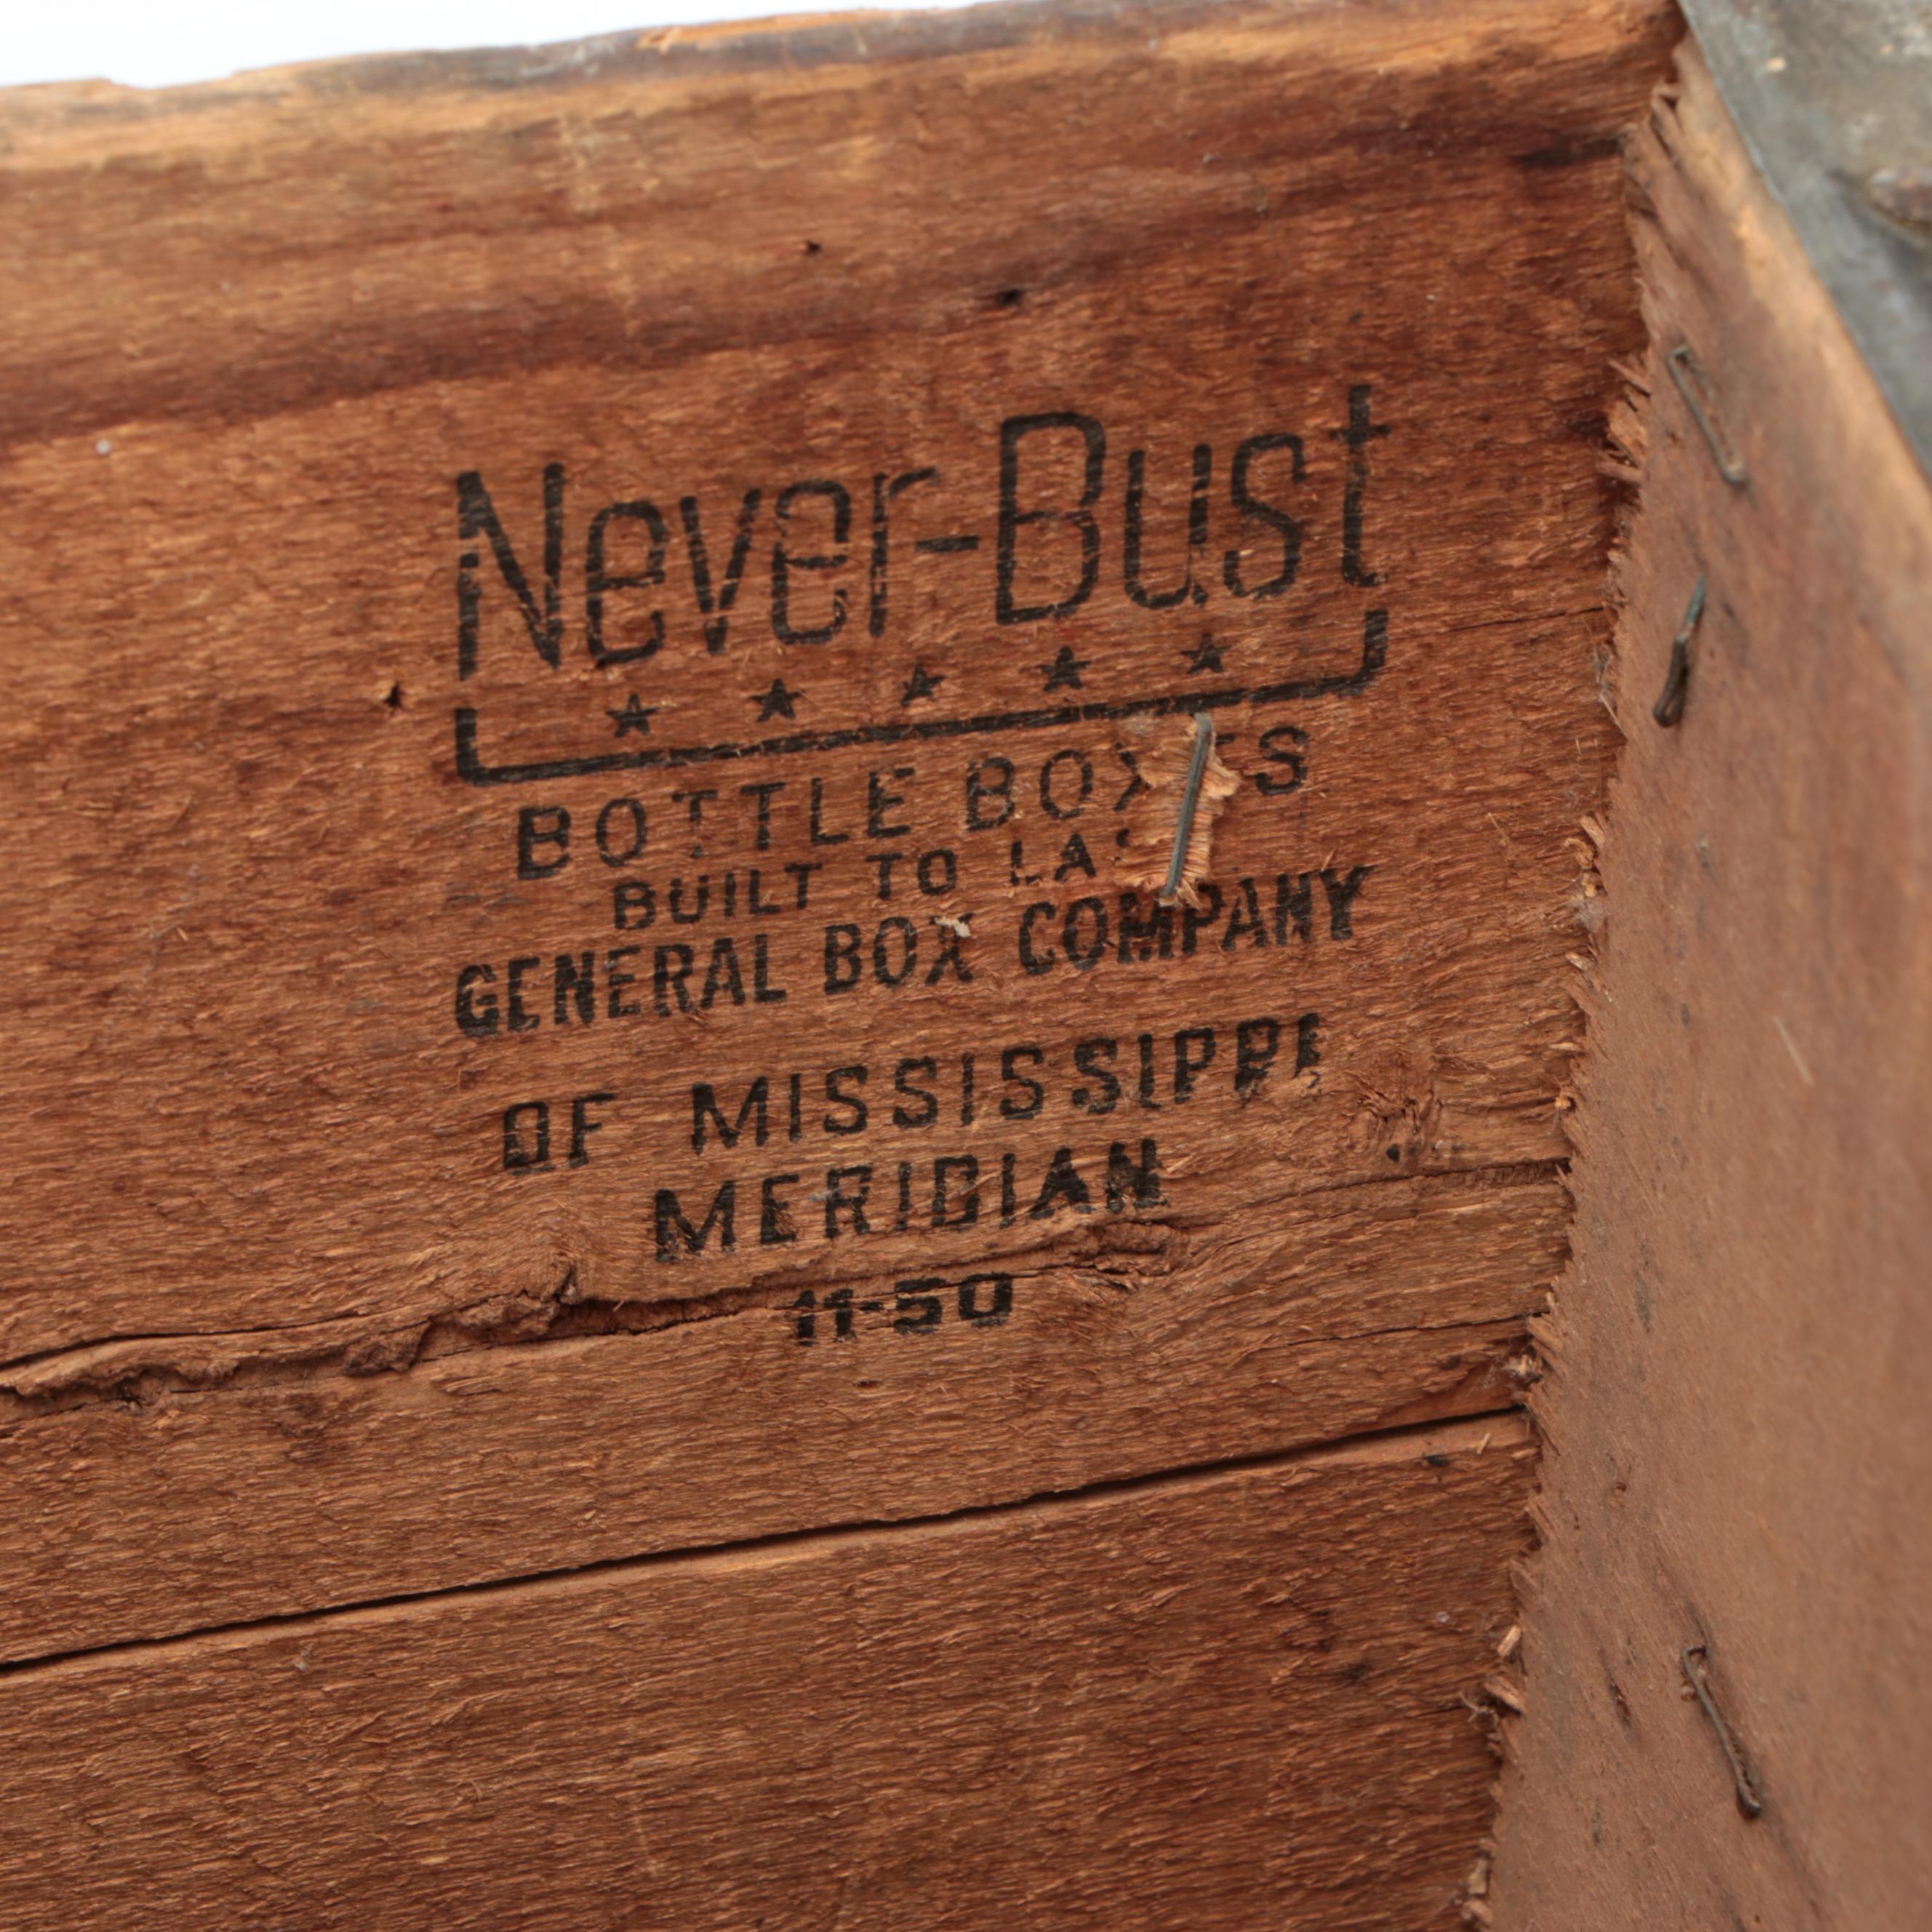 Never-Bust
★ ★ ★ ★ ★
BOTTLE BOXES
BUILT TO LAST
GENERAL BOX COMPANY
OF MISSISSIPPI
MERIDIAN
11-50